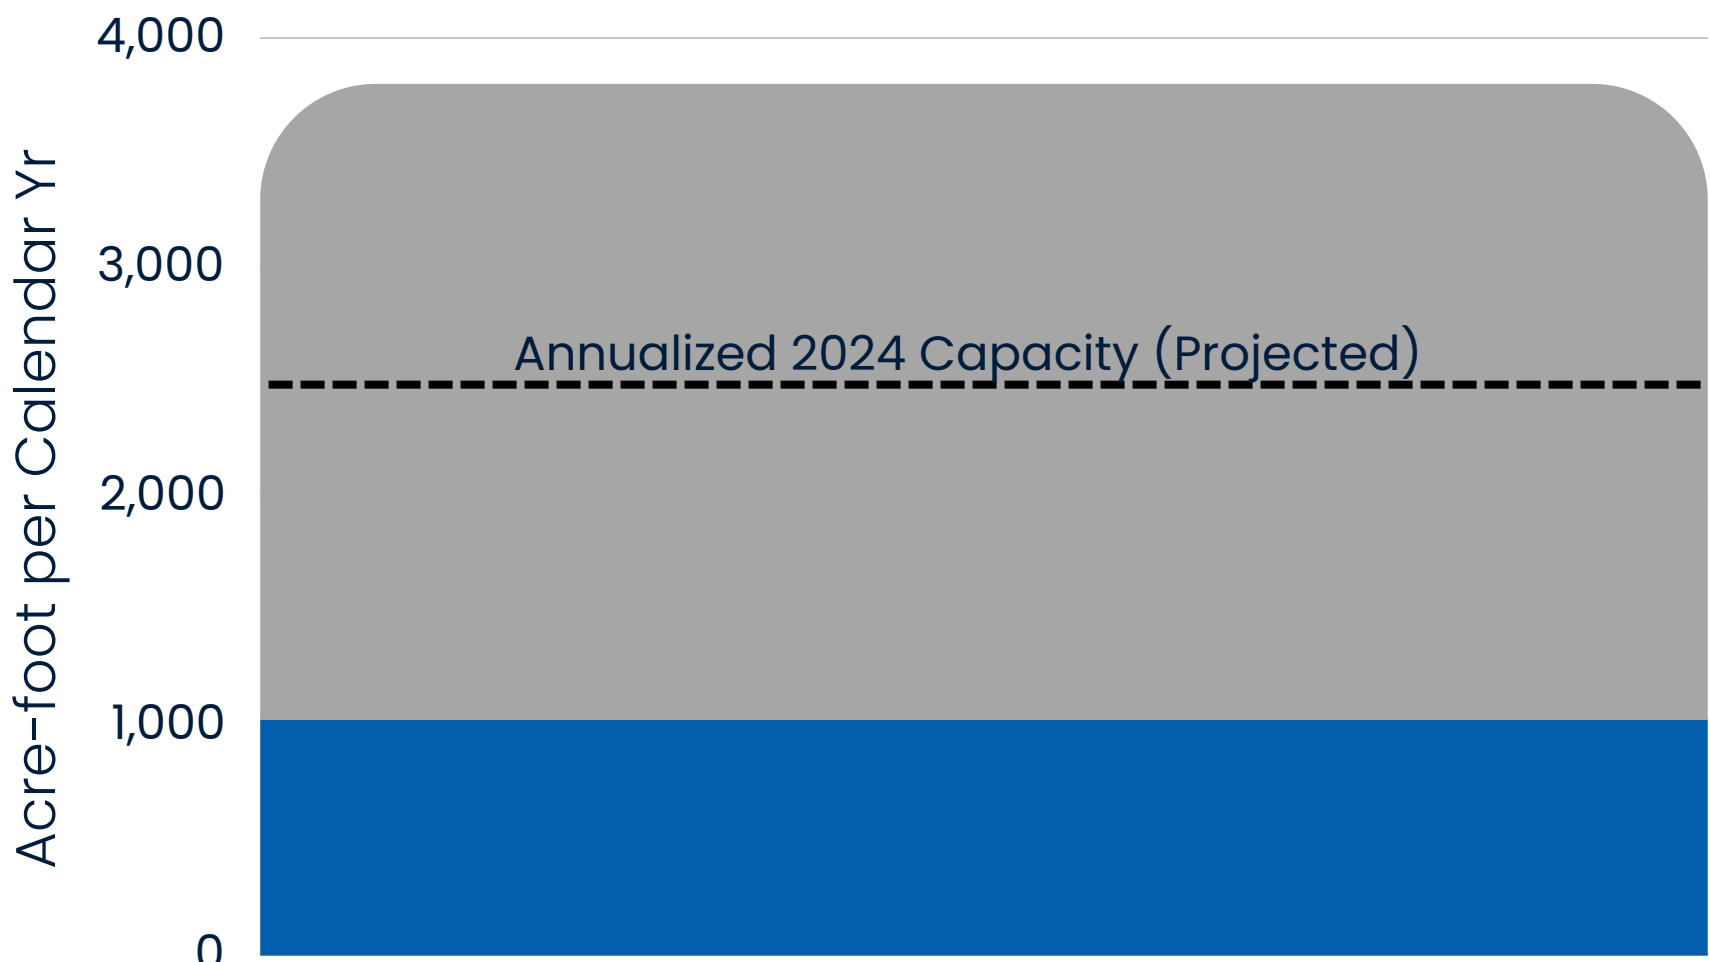 4,000
3,000
2,000
1,000
0
Acre-foot per Calendar Yr
Annualized 2024 Capacity (Projected)